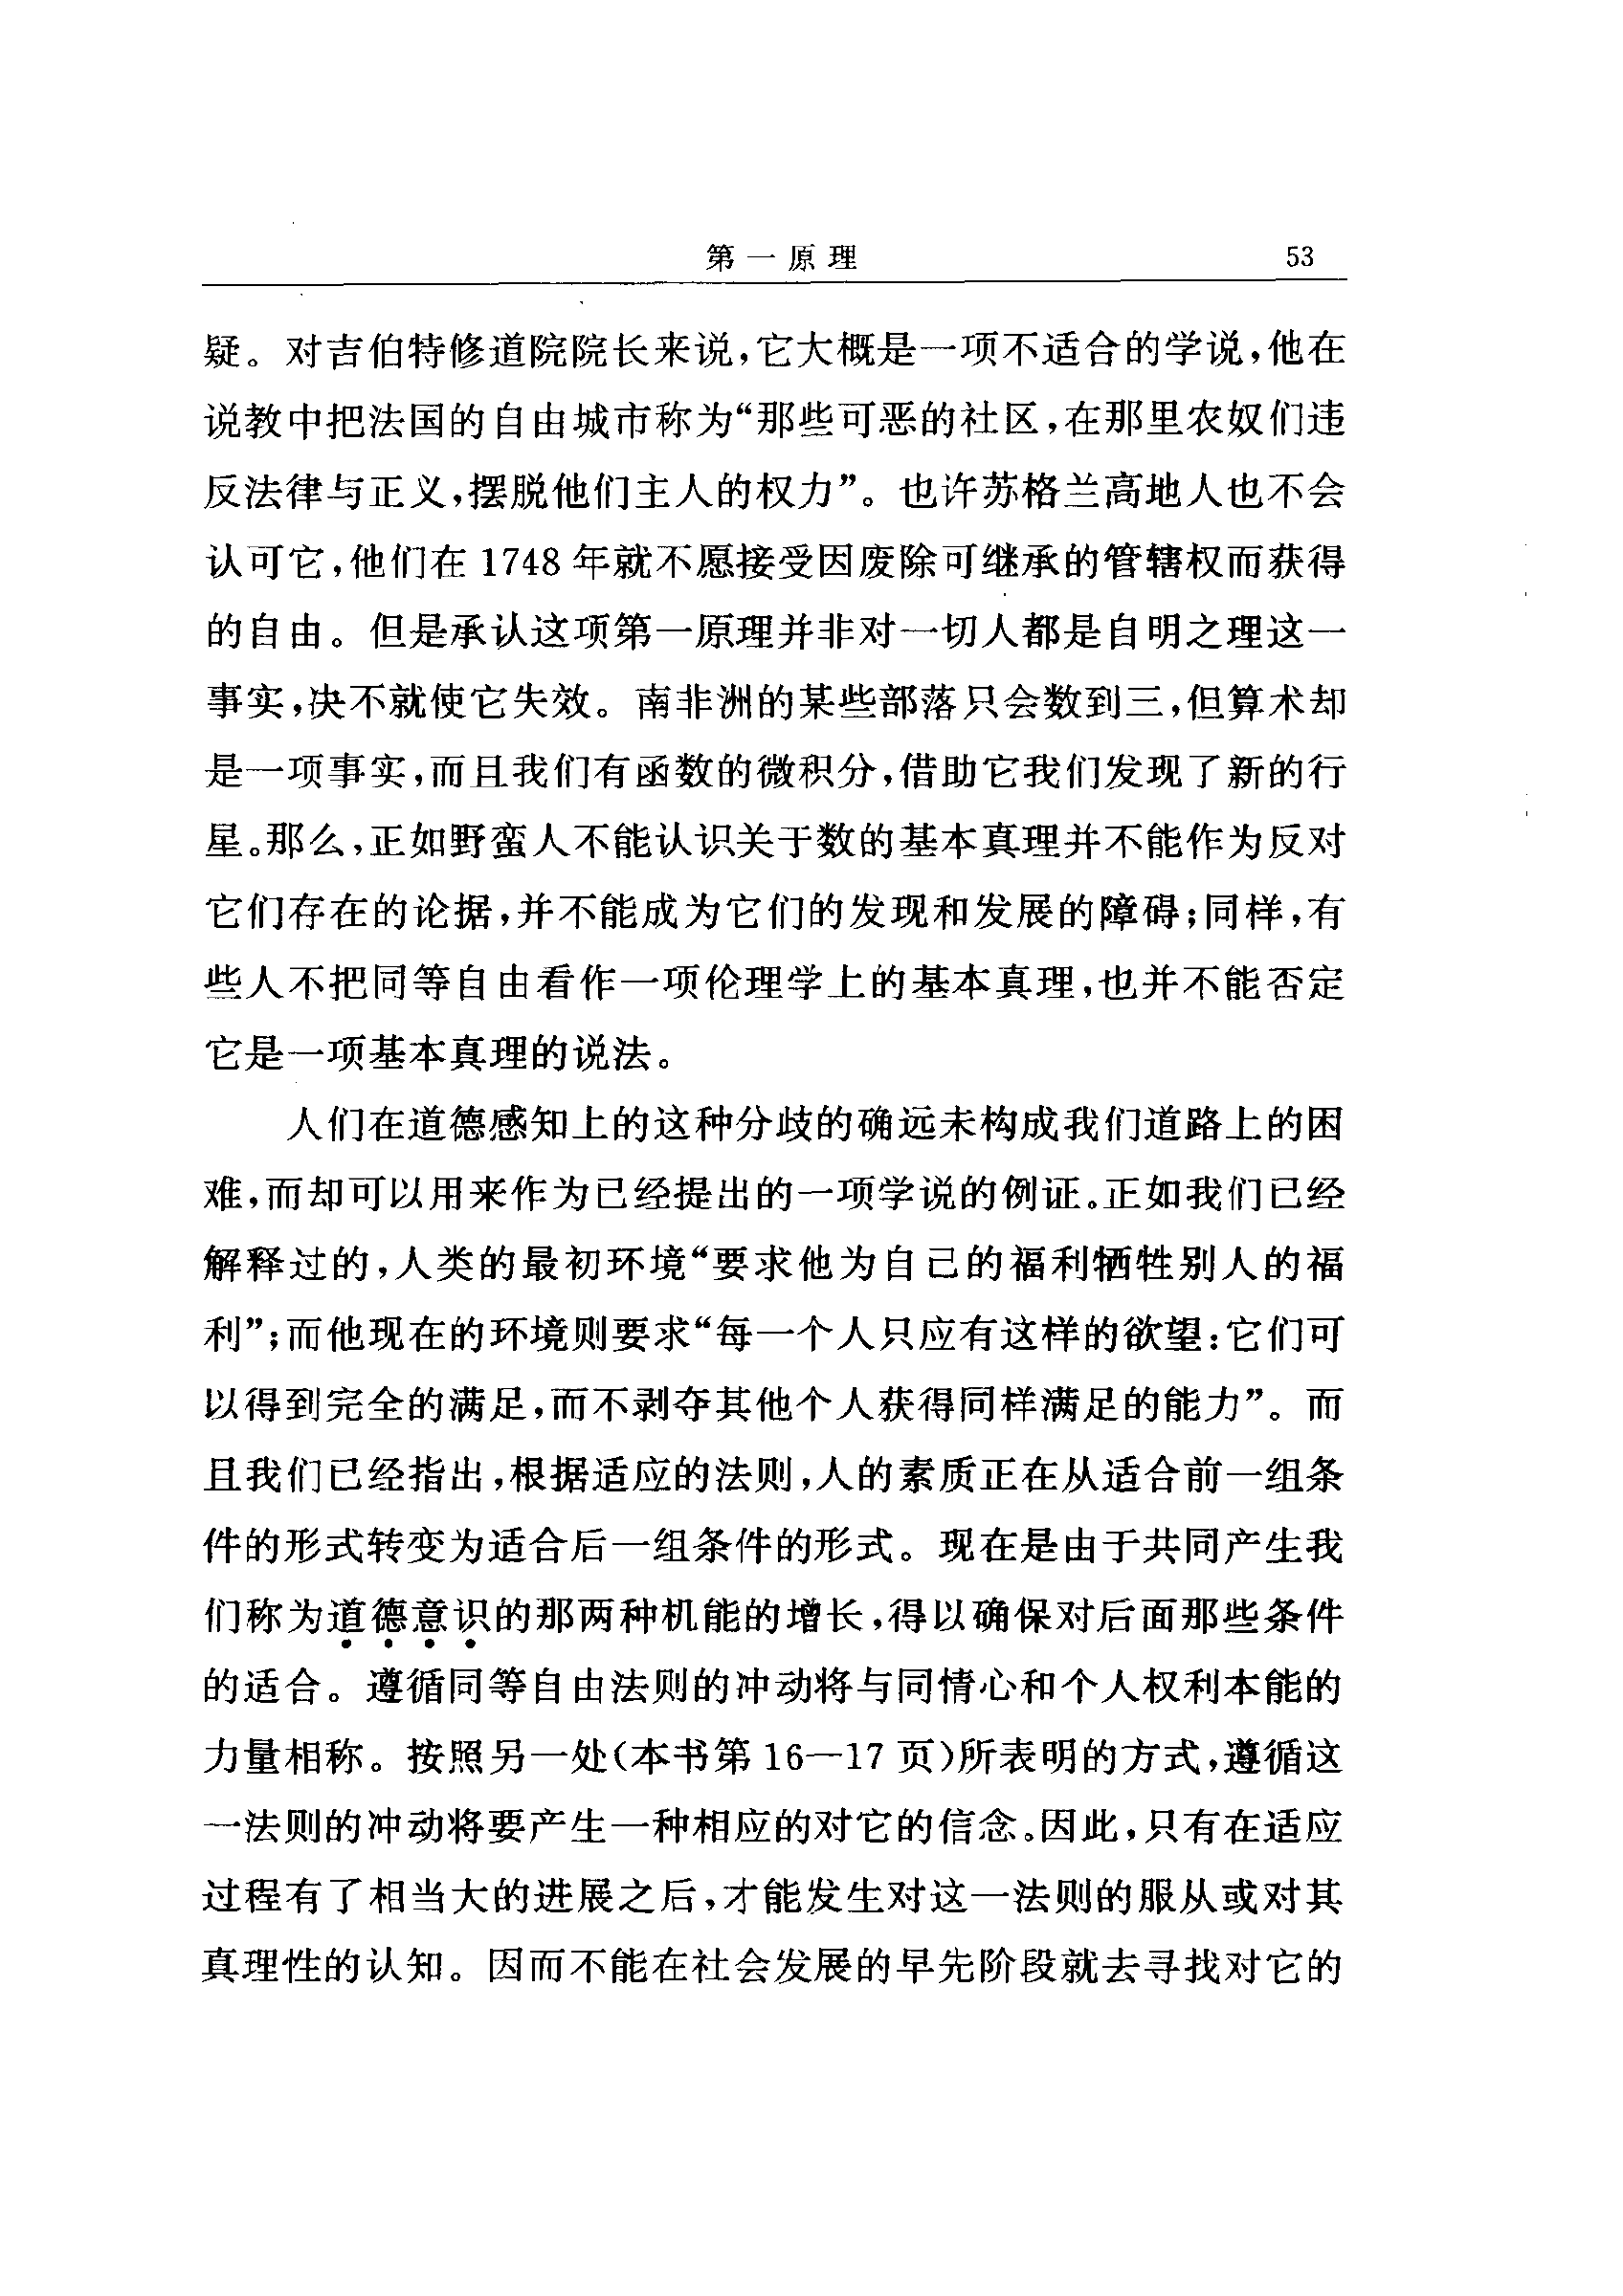 第一原理 53
疑。对吉伯特修道院院长来说,它大概是一项不适合的学说,他在
说教中把法国的自由城市称为“那些可恶的社区,在那里农奴们违
反法律与正义,摆脱他们主人的权力”。也许苏格兰高地人也不会
认可它,他们在 1748 年就不愿接受因废除可继承的管辖权而获得
的自由。但是承认这项第一原理并非对一切人都是自明之理这一
事实,决不就使它失效。南非洲的某些部落只会数到三,但算术却
是一项事实,而且我们有函数的微积分,借助它我们发现了新的行
星。那么,正如野蛮人不能认识关于数的基本真理并不能作为反对
它们存在的论据,并不能成为它们的发现和发展的障碍;同样,有
些人不把同等自由看作一项伦理学上的基本真理,也并不能否定
它是一项基本真理的说法。
人们在道德感知上的这种分歧的确远未构成我们道路上的困
难,而却可以用来作为已经提出的一项学说的例证。正如我们已经
解释过的,人类的最初环境“要求他为自己的福利牺牲别人的福
利”;而他现在的环境则要求“每一个人只应有这样的欲望:它们可
以得到完全的满足,而不剥夺其他个人获得同样满足的能力”。而
且我们已经指出,根据适应的法则,人的素质正在从适合前一组条
件的形式转变为适合后一组条件的形式。现在是由于共同产生我
们称为道德意识的那两种机能的增长,得以确保对后面那些条件
的适合。遵循同等自由法则的冲动将与同情心和个人权利本能的
力量相称。按照另一处(本书第 16—17 页)所表明的方式,遵循这
一法则的冲动将要产生一种相应的对它的信念。因此,只有在适应
过程有了相当大的进展之后,才能发生对这一法则的服从或对其
真理性的认知。因而不能在社会发展的早先阶段就去寻找对它的